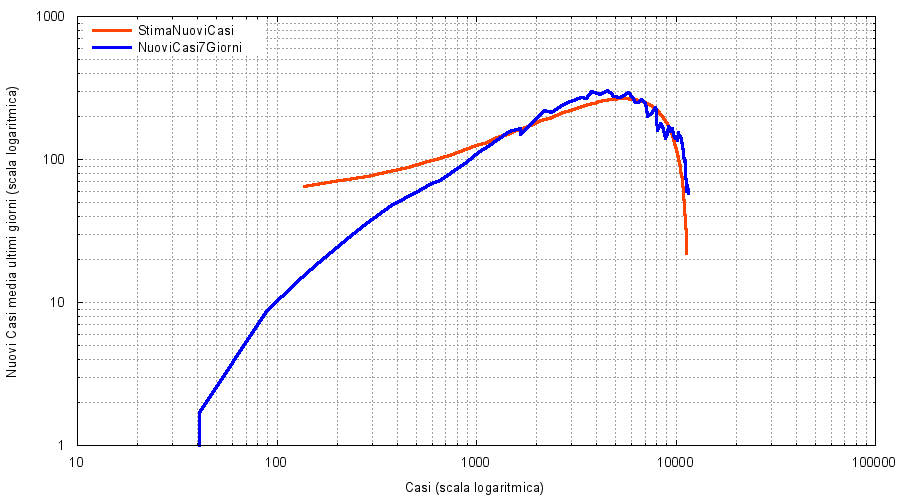 1000
StimaNuoviCasi
NuoviCasi7Giorni
100
10
1
Nuovi Casi media ultimi giorni (scala logaritmica)
10 100 1000 10000 100000
Casi (scala logaritmica)